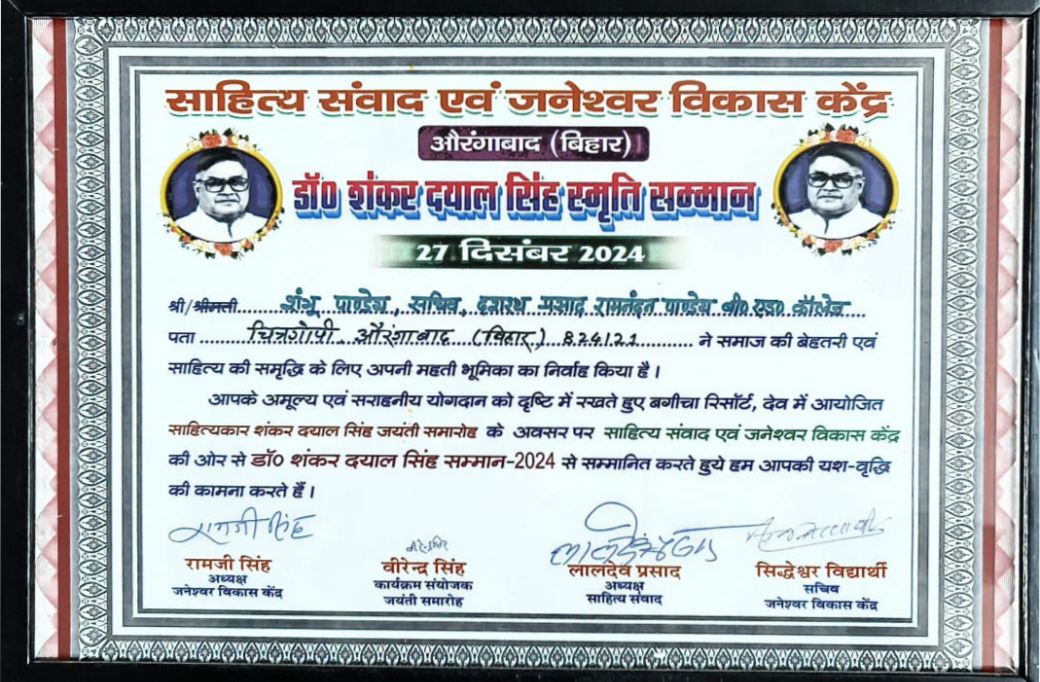 साहित्य संवाद एवं जनेश्वर विकास केंद्र
औरंगाबाद (बिहार)
डॉ० शंकर दयाल सिंह स्मृति सम्मान
27 दिसंबर 2024
श्री/श्रीमती.......शंभू पाण्डेय, सचिव, दशरथ प्रसाद रामनंदन पाण्डेय बी० एड० कॉलेज....
पता ..........चित्रगोपी, औरंगाबाद (बिहार) 824121............ ने समाज की बेहतरी एवं
साहित्य की समृद्धि के लिए अपनी महती भूमिका का निर्वाह किया है।
आपके अमूल्य एवं सराहनीय योगदान को दृष्टि में रखते हुए बगीचा रिसॉर्ट, देव में आयोजित
साहित्यकार शंकर दयाल सिंह जयंती समारोह के अवसर पर साहित्य संवाद एवं जनेश्वर विकास केंद्र
की ओर से डॉ० शंकर दयाल सिंह सम्मान-2024 से सम्मानित करते हुये हम आपकी यश-वृद्धि
की कामना करते हैं।
रामजी सिंह
रामजी सिंह
अध्यक्ष
जनेश्वर विकास केंद्र
वीरेन्द्र सिंह
कार्यक्रम संयोजक
जयंती समारोह
लालदेव प्रसाद
अध्यक्ष
साहित्य संवाद
सिद्धेश्वर विद्यार्थी
सचिव
जनेश्वर विकास केंद्र